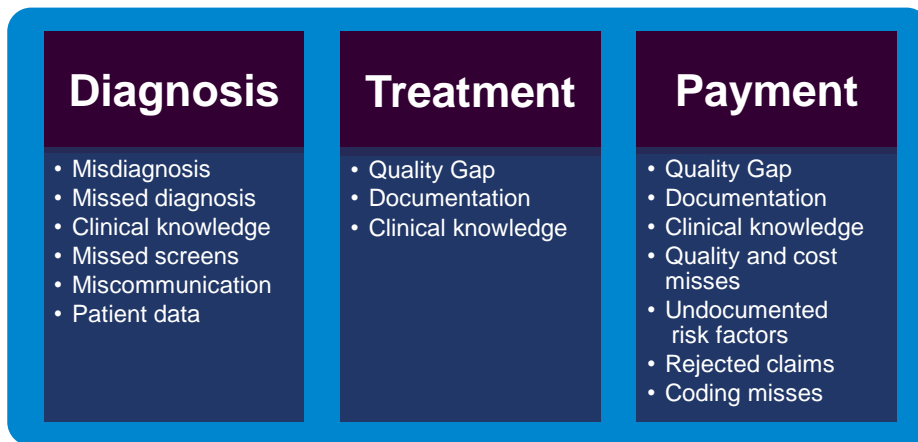 Diagnosis
• Misdiagnosis
• Missed diagnosis
• Clinical knowledge
• Missed screens
• Miscommunication
• Patient data
Treatment
• Quality Gap
• Documentation
• Clinical knowledge
Payment
• Quality Gap
• Documentation
• Clinical knowledge
• Quality and cost
misses
• Undocumented
risk factors
• Rejected claims
• Coding misses